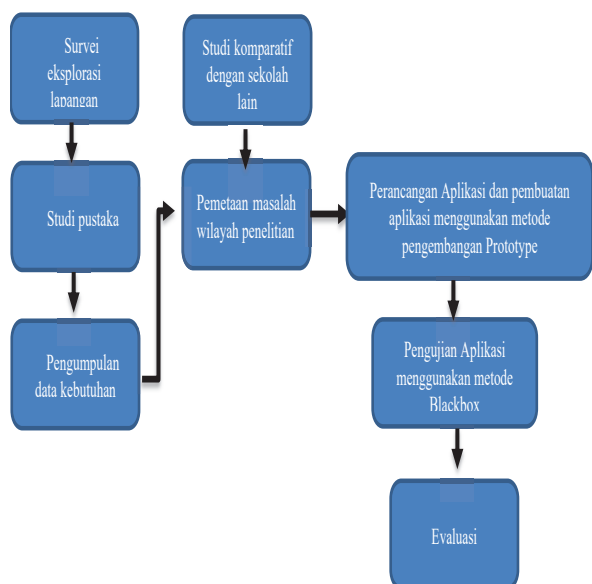 Survei
eksplorasi
lapangan
Studi pustaka
Pengumpulan
data kebutuhan
Studi komparatif
dengan sekolah
lain
Pemetaan masalah
wilayah penelitian
Perancangan Aplikasi dan pembuatan
aplikasi menggunakan metode
pengembangan Prototype
Pengujian Aplikasi
menggunakan metode
Blackbox
Evaluasi